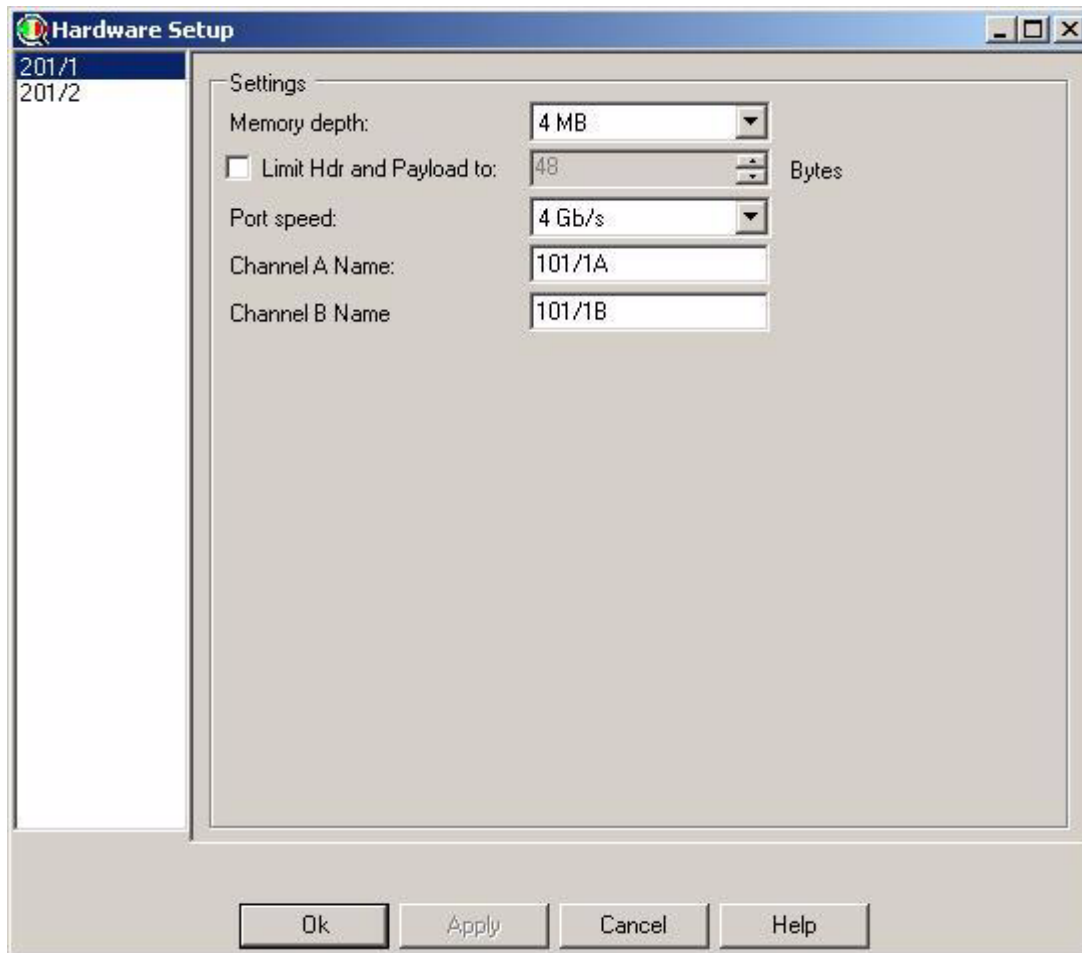 Hardware Setup
201/1
201/2
Settings
Memory depth: 4 MB
Limit Hdr and Payload to: 48 Bytes
Port speed: 4 Gb/s
Channel A Name: 101/1A
Channel B Name 101/1B
Ok Apply Cancel Help